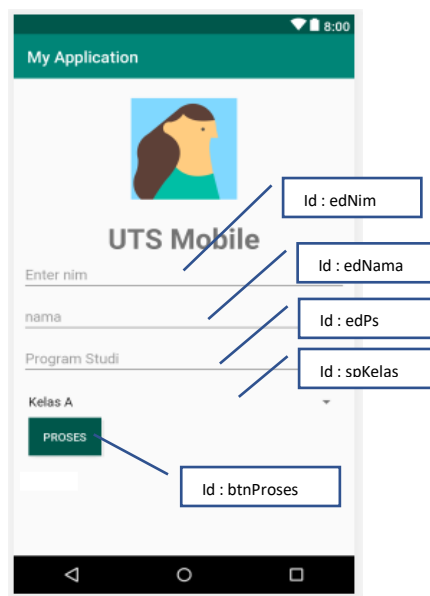 8:00
My Application
Id : edNim
UTS Mobile
Id : edNama
Enter nim
nama
Id : edPs
Program Studi
Id : spKelas
Kelas A
PROSES
Id : btnProses